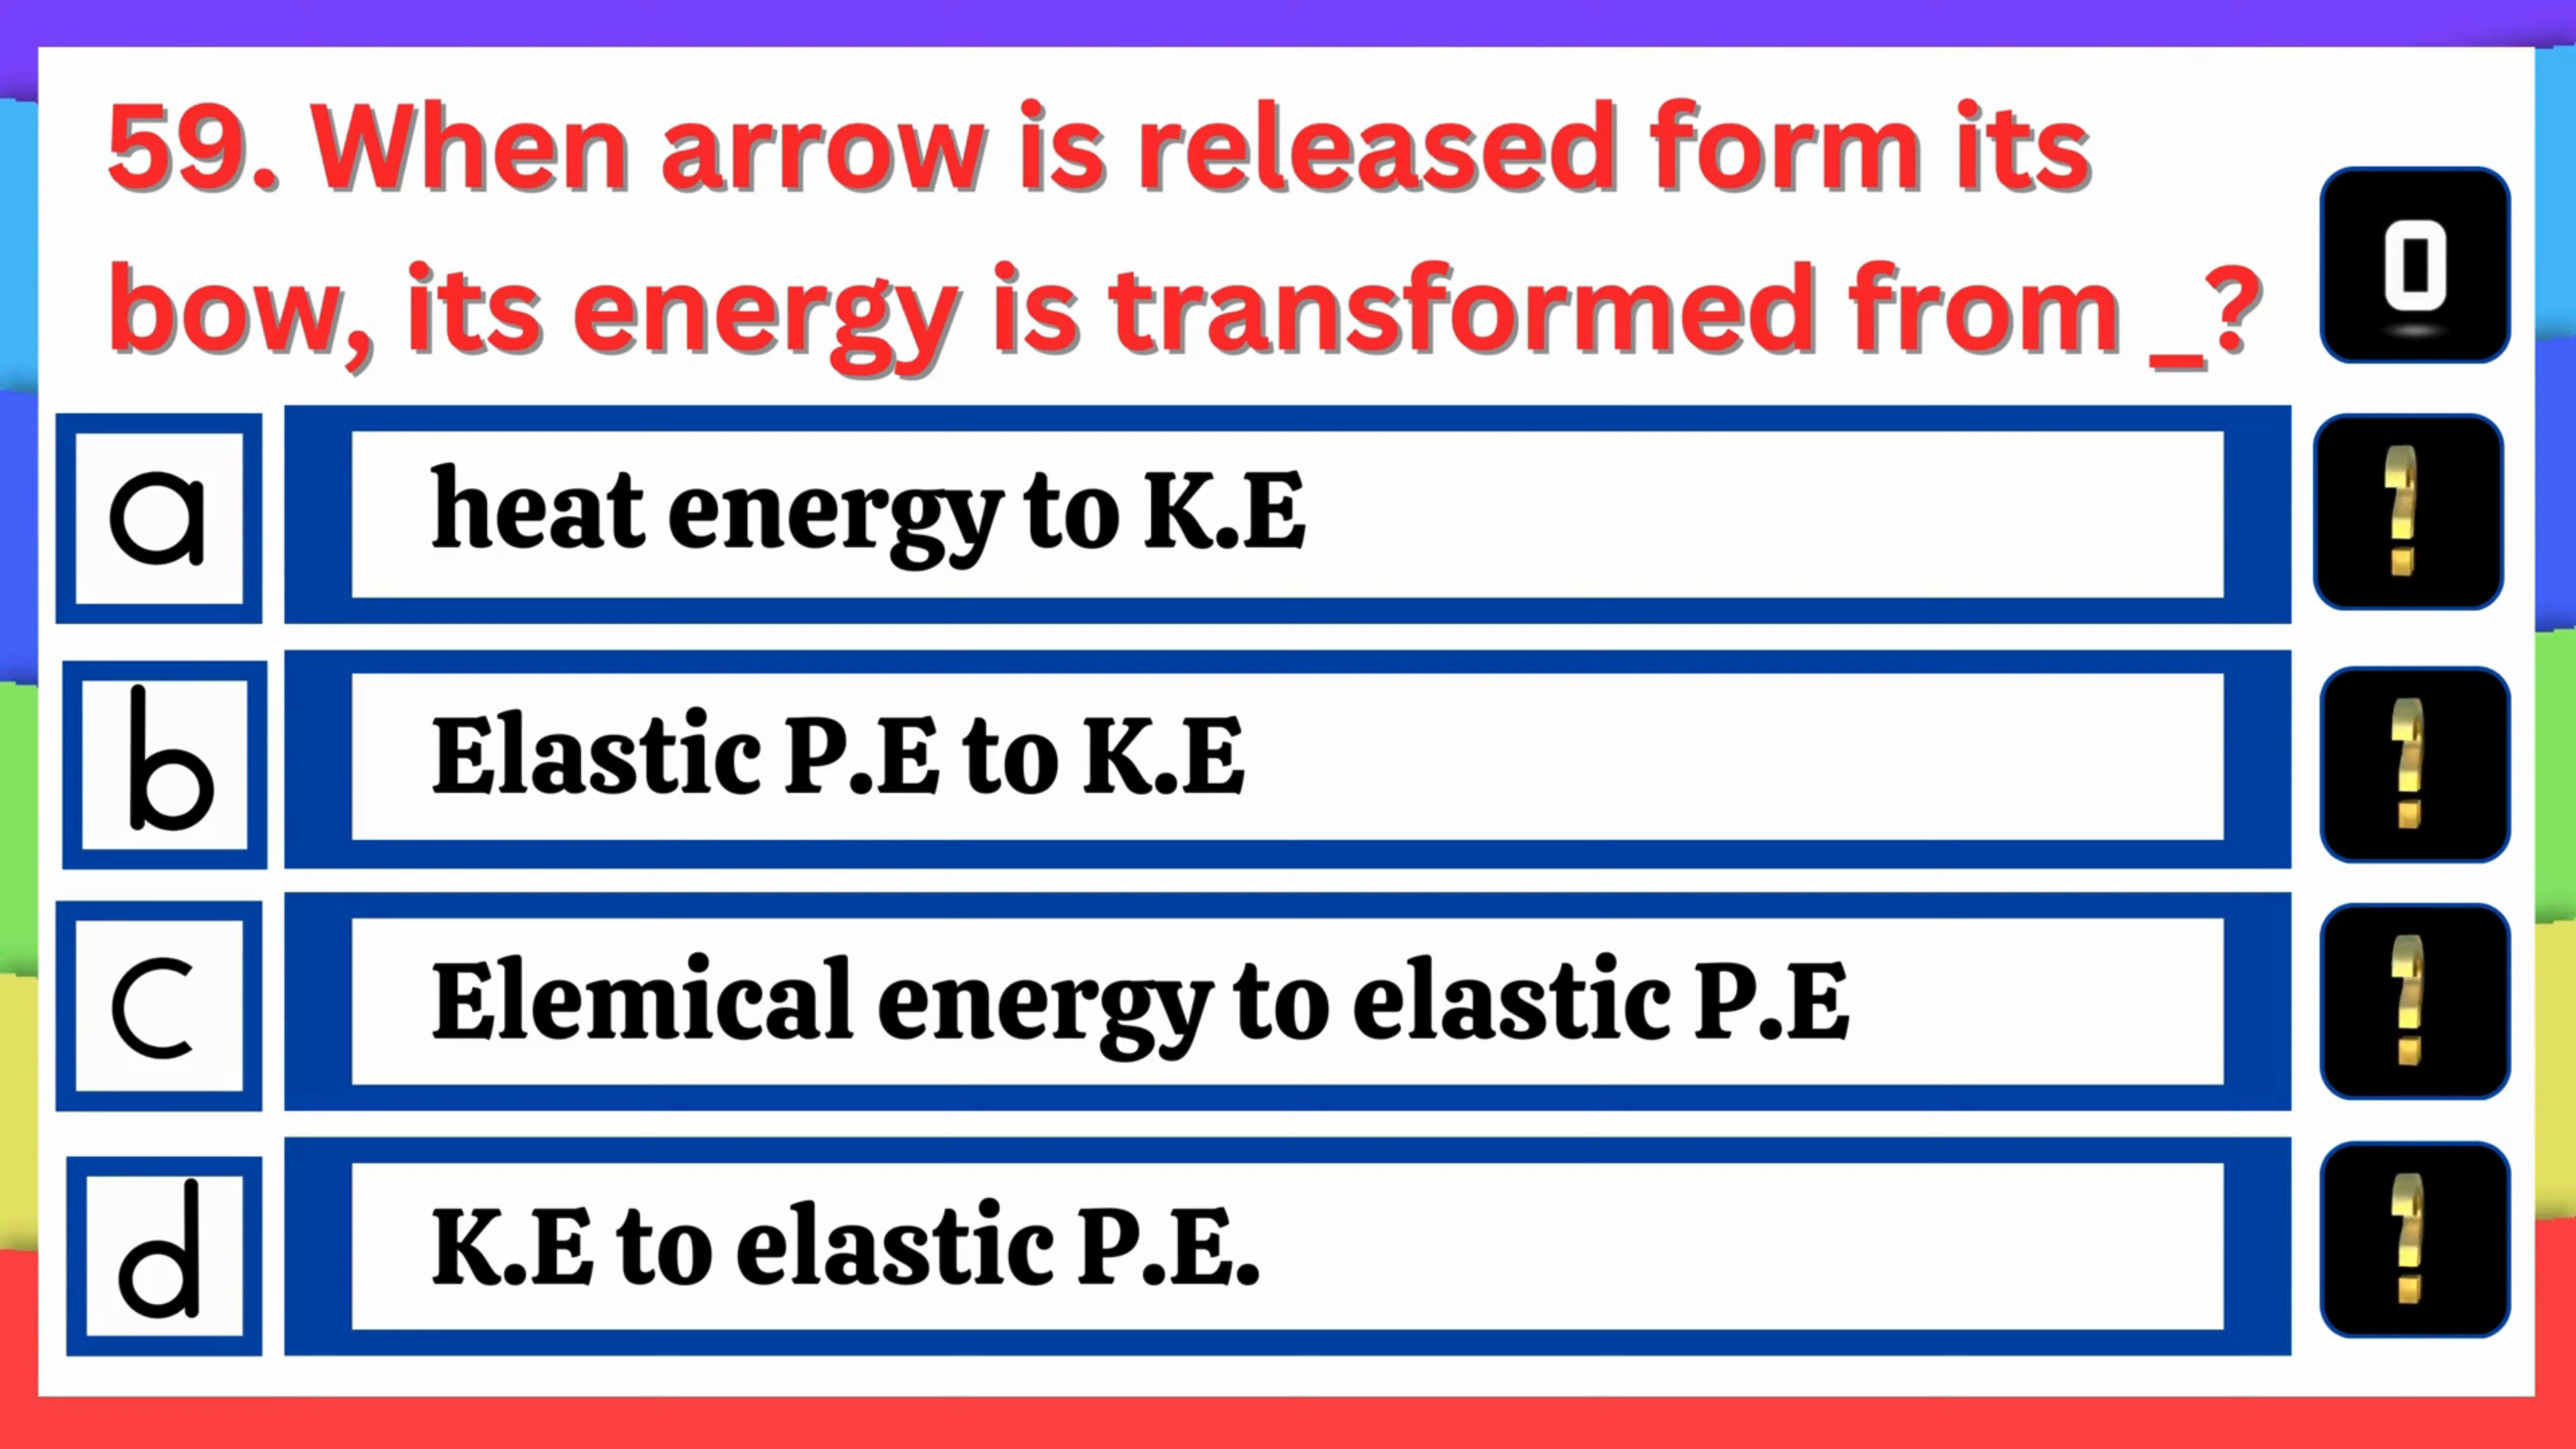 59. When arrow is released form its
0
bow, its energy is transformed from _?
a
heat energy to K.E
?
b
Elastic P.E to K.E
?
c
Elemical energy to elastic P.E
?
d
K.E to elastic P.E.
?